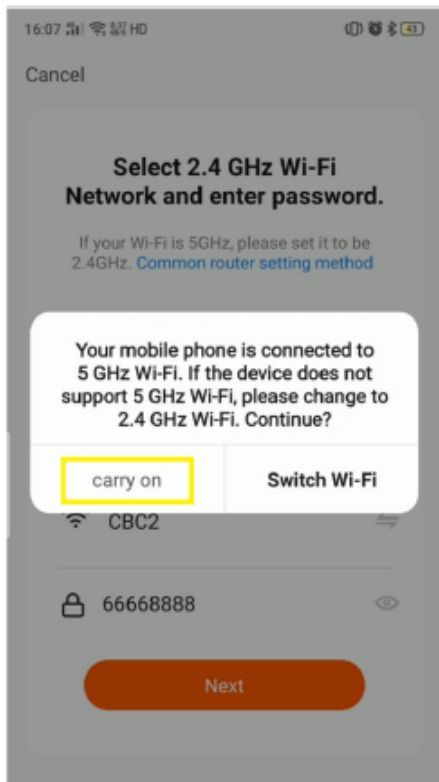 16:07 HD 43
Cancel
Select 2.4 GHz Wi-Fi
Network and enter password.
If your Wi-Fi is 5GHz, please set it to be
2.4GHz. Common router setting method
Your mobile phone is connected to
5 GHz Wi-Fi. If the device does not
support 5 GHz Wi-Fi, please change to
2.4 GHz Wi-Fi. Continue?
carry on Switch Wi-Fi
CBC2
66668888
Next